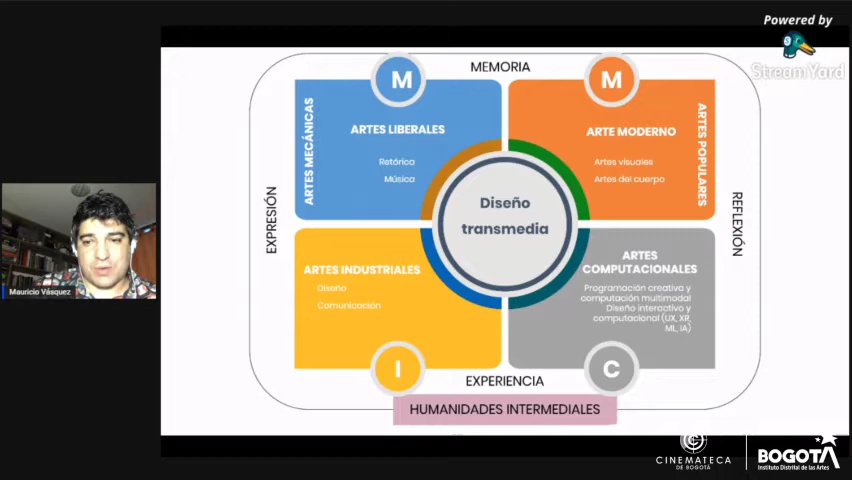 Powered by
StreamYard
MEMORIA
M
M
ARTES MECÁNICAS
ARTES LIBERALES
Retórica
Música
ARTE MODERNO
Artes visuales
Artes del cuerpo
ARTES POPULARES
EXPRESIÓN
Diseño
transmedia
REFLEXIÓN
ARTES INDUSTRIALES
Diseño
Comunicación
ARTES
COMPUTACIONALES
Programación creativa y
computación multimodal
Diseño interactivo y
computacional (UX, XR,
ML, IA)
I
C
EXPERIENCIA
HUMANIDADES INTERMEDIALES
Mauricio Vásquez
CINEMATECA
DE BOGOTÁ
BOGOTÁ
Instituto Distrital de las Artes